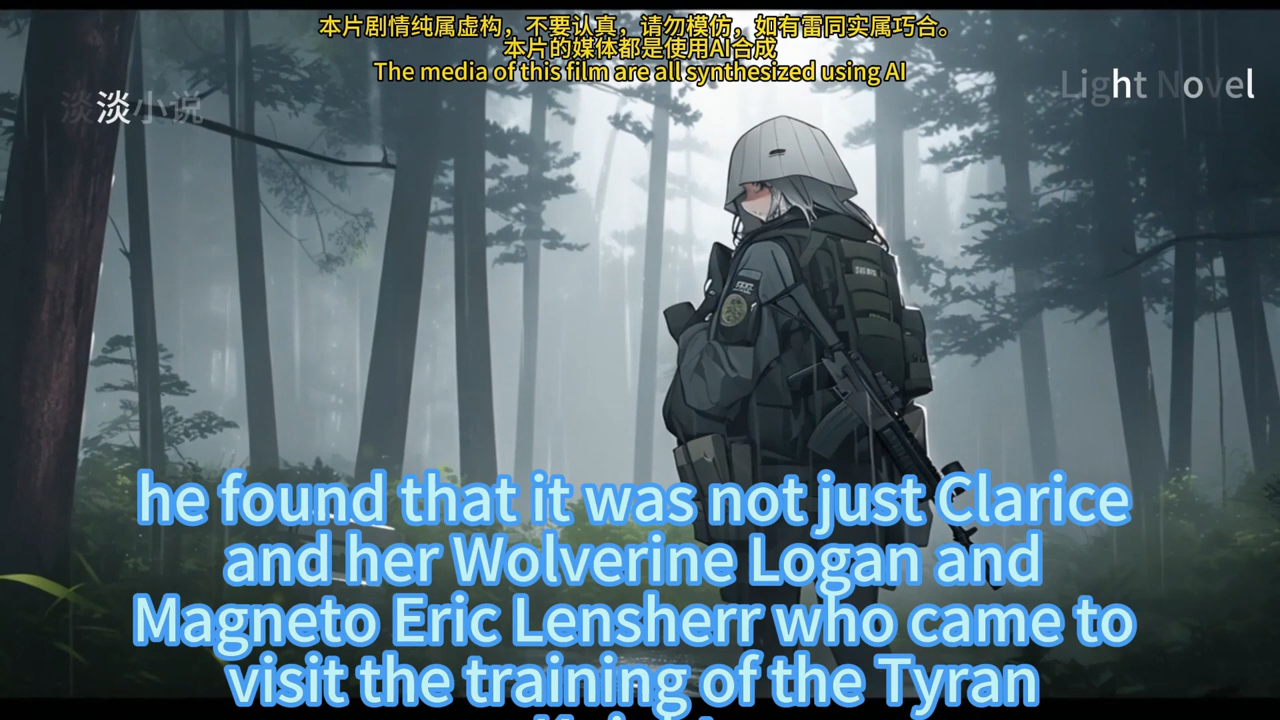 本片剧情纯属虚构，不要认真，请勿模仿，如有雷同实属巧合。
本片的媒体都是使用AI合成
The media of this film are all synthesized using AI
Light Novel
淡淡小说
he found that it was not just Clarice
and her Wolverine Logan and
Magneto Eric Lensherr who came to
visit the training of the Tyran